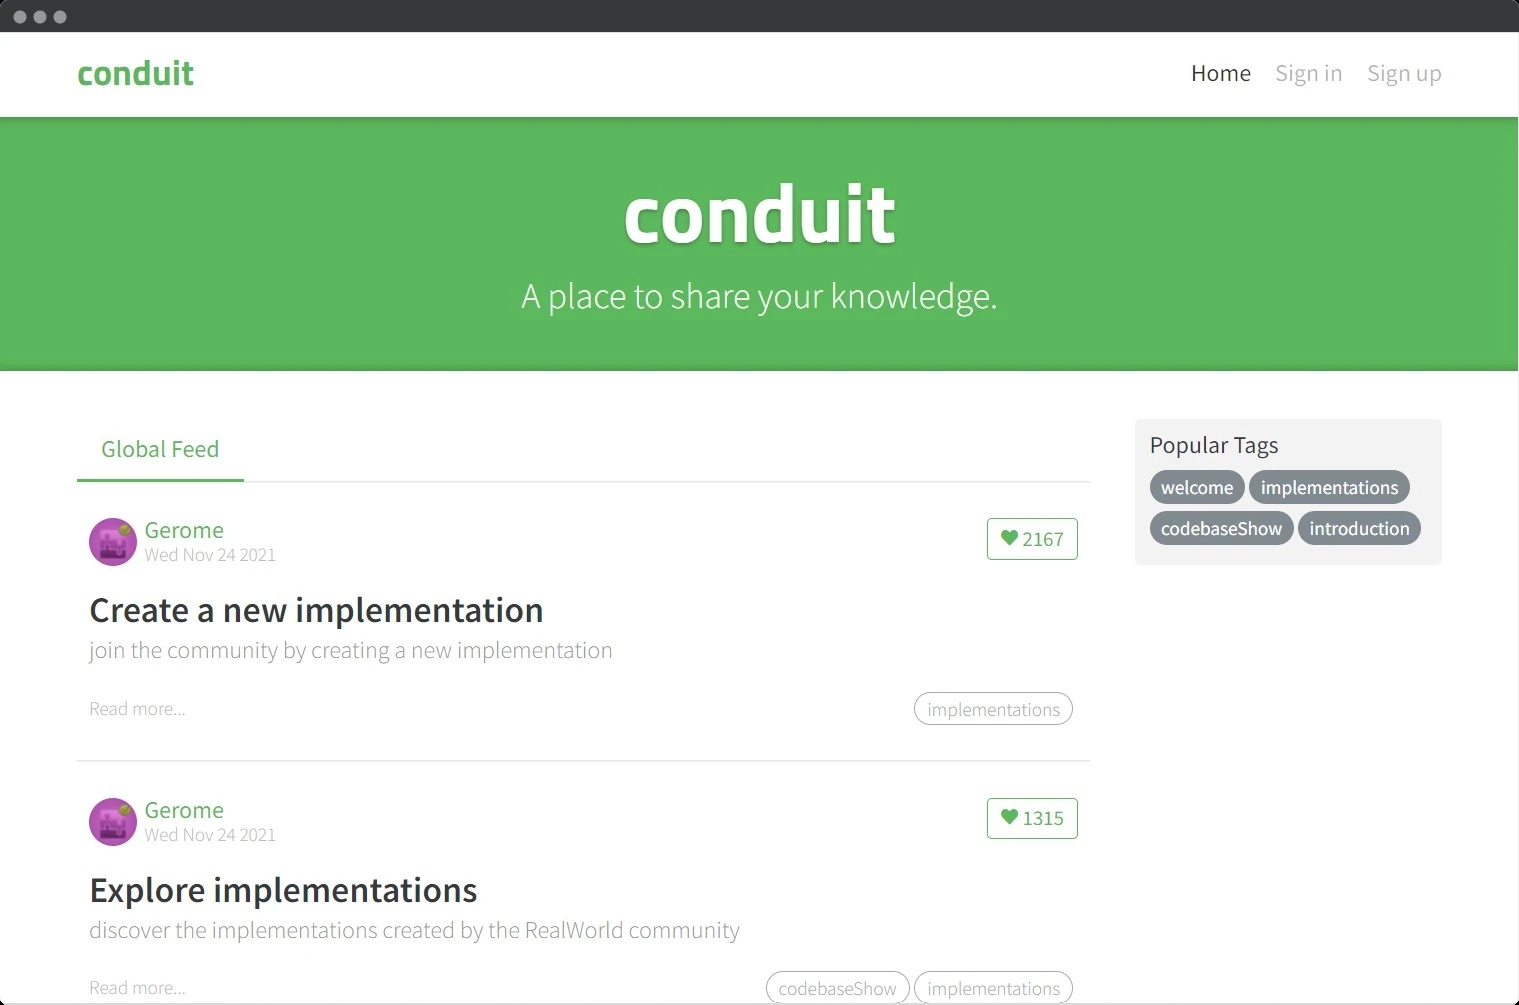 conduit
Home Sign in Sign up
conduit
A place to share your knowledge.
Global Feed
Gerome
Wed Nov 24 2021
2167
Create a new implementation
join the community by creating a new implementation
Read more...
implementations
Gerome
Wed Nov 24 2021
1315
Explore implementations
discover the implementations created by the RealWorld community
Read more...
codebaseShow implementations
Popular Tags
welcome implementations
codebaseShow introduction